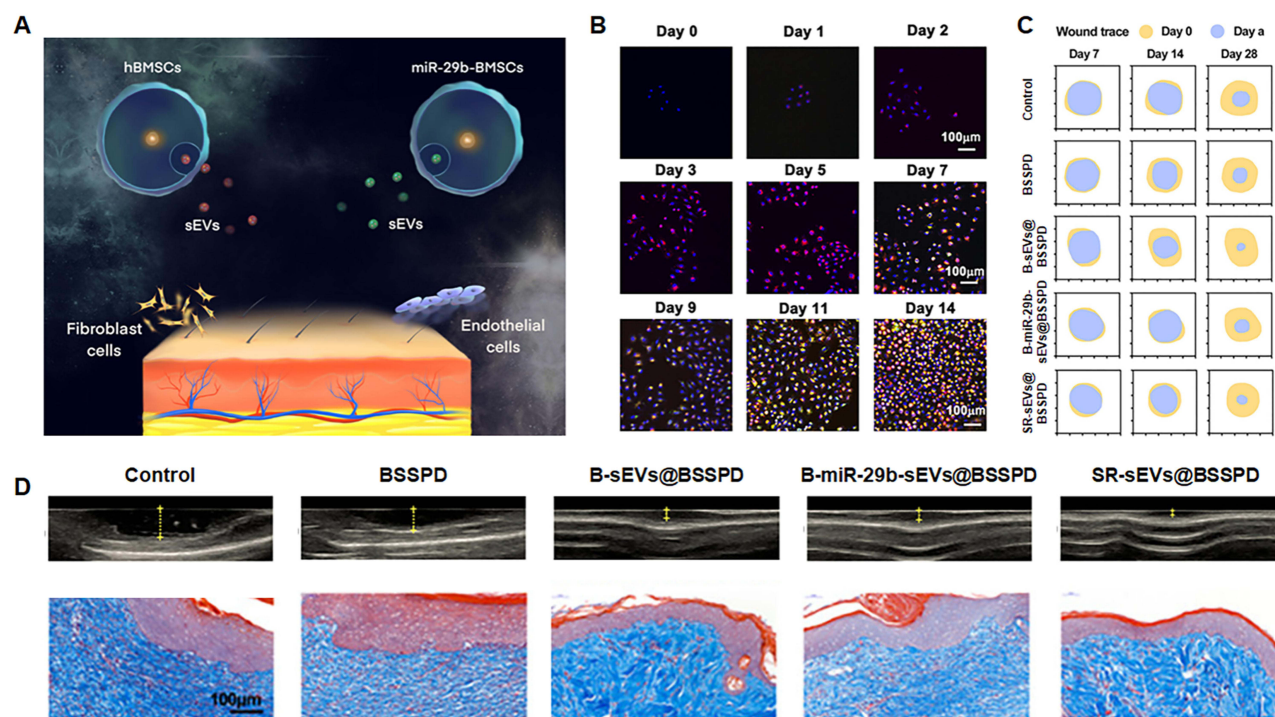 A
hBMSCs
miR-29b-BMSCs
sEVs
sEVs
Fibroblast
cells
Endothelial
cells
B
Day 0
Day 1
Day 2
100μm
Day 3
Day 5
Day 7
100μm
Day 9
Day 11
Day 14
100μm
C
Wound trace
Day 0
Day a
Day 7
Day 14
Day 28
Control
BSSPD
B-sEVs@
BSSPD
B-miR-29b-
sEVs@BSSPD
SR-sEVs@
BSSPD
D
Control
BSSPD
B-sEVs@BSSPD
B-miR-29b-sEVs@BSSPD
SR-sEVs@BSSPD
100μm